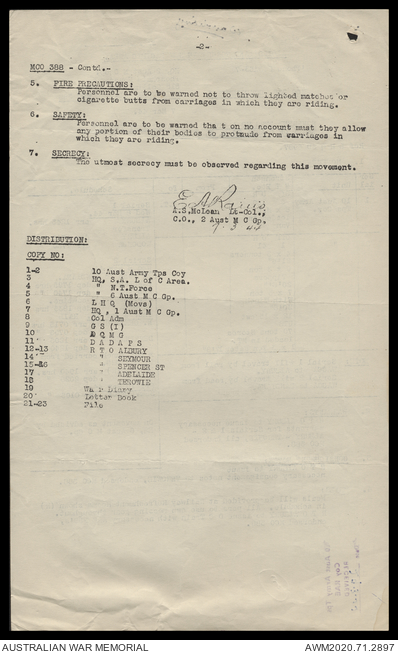 -2-
MCO 388 - Contd.-
5. FIRE PRECAUTIONS:
Personnel are to be warned not to throw lighted matches or
cigarette butts from carriages in which they are riding.
6. SAFETY:
Personnel are to be warned that on no account must they allow
any portion of their bodies to protrude from carriages in
which they are riding.
7. SECRECY:
The utmost secrecy must be observed regarding this movement.
A.S.McLean Lt-Col.,
C.O., 2 Aust M C Gp.
DISTRIBUTION:
COPY NO:
1-2 10 Aust Army Tps Coy
3 HQ, S.A. L of C Area.
4 " N.T.Force
5 " 6 Aust M C Gp.
6 L H Q (Movs)
7 HQ, 1 Aust M C Gp.
8 Col Adm
9 G S (I)
10 A Q M G
11 D A D A P S
12-13 R T O ALBURY
14 " SEYMOUR
15-16 " SPENCER ST
17 " ADELAIDE
18 " TEROWIE
19 War Diary
20 Letter Book
21-23 File
AUSTRALIAN WAR MEMORIAL
AWM2020.71.2897